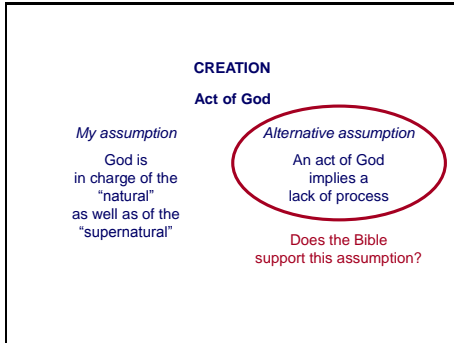 CREATION
Act of God
My assumption
God is
in charge of the
“natural”
as well as of the
“supernatural”
Alternative assumption
An act of God
implies a
lack of process
Does the Bible
support this assumption?